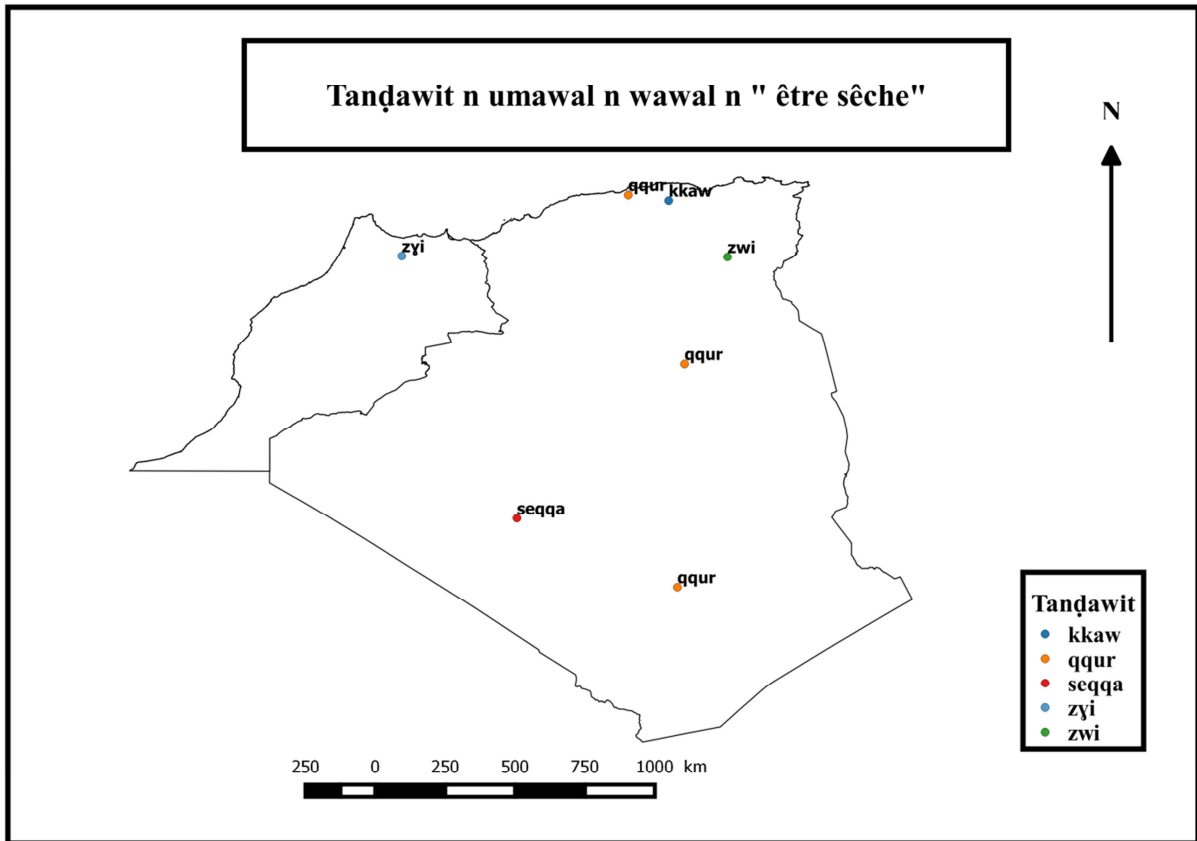 Tanḍawit n umawal n wawal n " être sêche"
N
qqur
kkaw
zɣi
zwi
qqur
seqqa
qqur
Tanḍawit
kkaw
qqur
seqqa
zɣi
zwi
250 0 250 500 750 1000 km